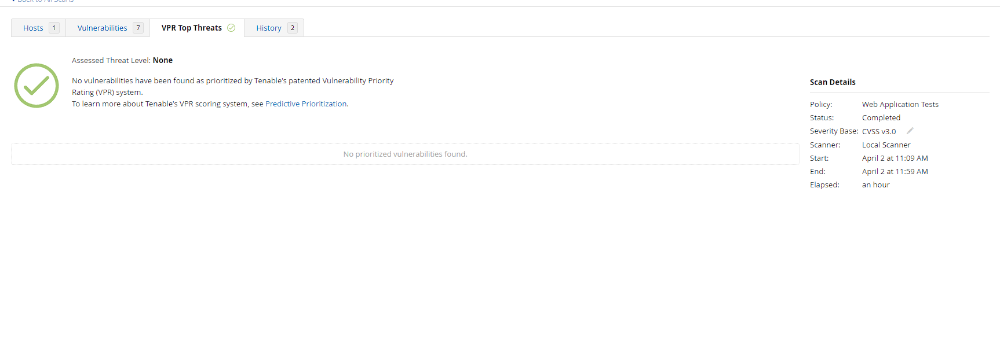 Back to All Scans
Hosts 1 Vulnerabilities 7 VPR Top Threats History 2
Assessed Threat Level: None
No vulnerabilities have been found as prioritized by Tenable's patented Vulnerability Priority
Rating (VPR) system.
To learn more about Tenable's VPR scoring system, see Predictive Prioritization.
No prioritized vulnerabilities found.
Scan Details
Policy: Web Application Tests
Status: Completed
Severity Base: CVSS v3.0
Scanner: Local Scanner
Start: April 2 at 11:09 AM
End: April 2 at 11:59 AM
Elapsed: an hour